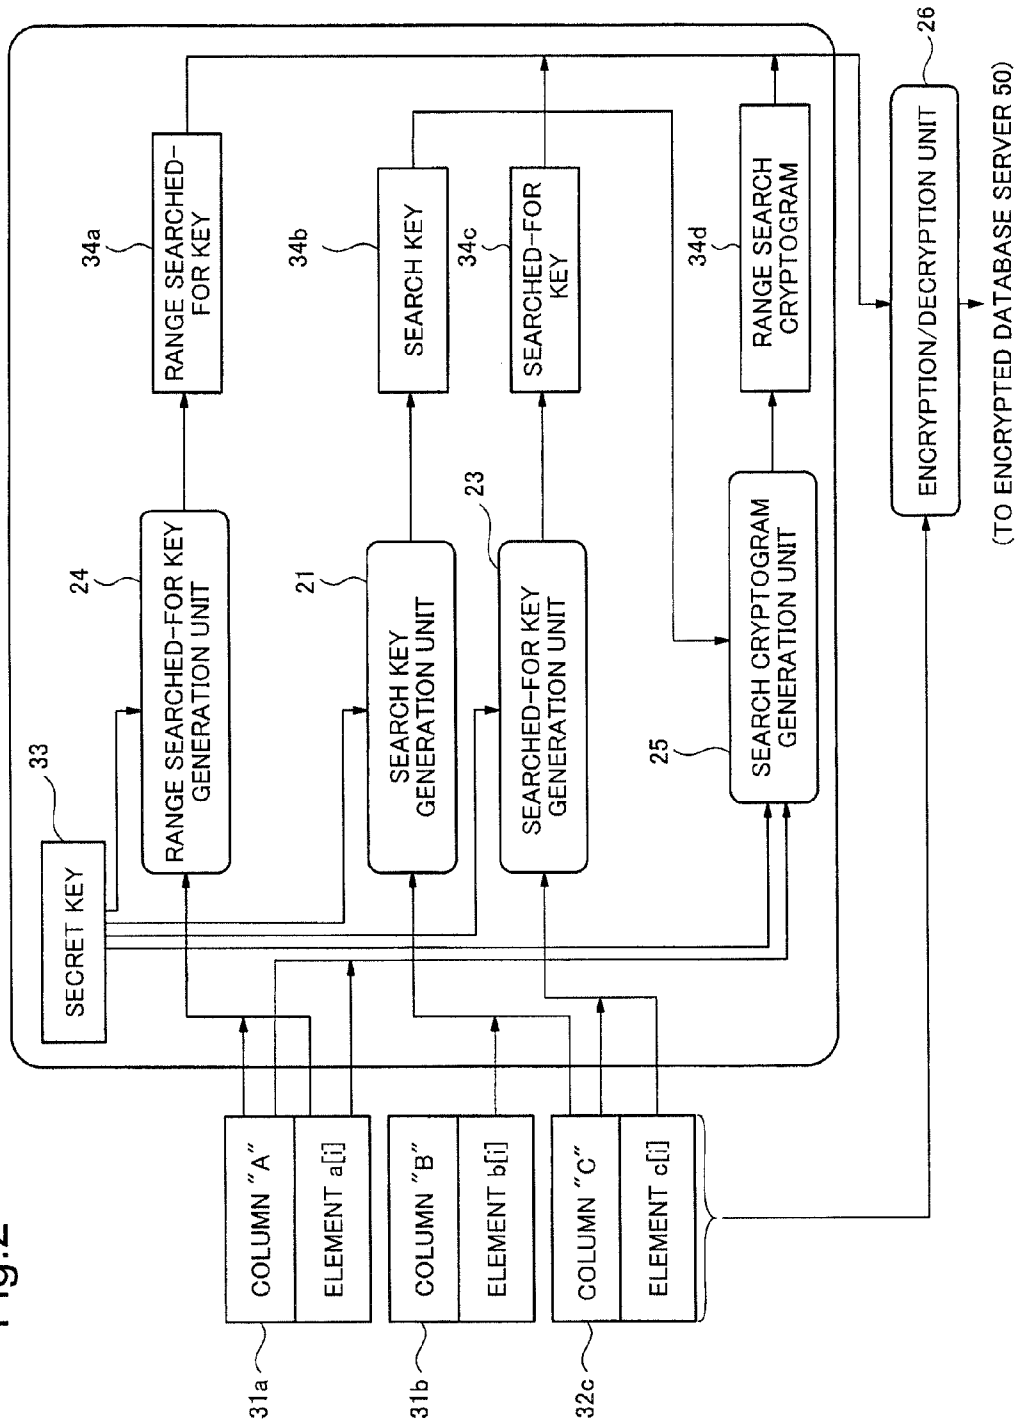 Fig.2
33
SECRET KEY
24
34a
RANGE SEARCHED-FOR KEY
GENERATION UNIT
RANGE SEARCHED-
FOR KEY
31a
COLUMN "A"
ELEMENT a[i]
21
34b
SEARCH KEY
GENERATION UNIT
SEARCH KEY
31b
COLUMN "B"
ELEMENT b[i]
23
34c
SEARCHED-FOR KEY
GENERATION UNIT
SEARCHED-FOR
KEY
32c
COLUMN "C"
ELEMENT c[i]
25
34d
SEARCH CRYPTOGRAM
GENERATION UNIT
RANGE SEARCH
CRYPTOGRAM
26
ENCRYPTION/DECRYPTION UNIT
(TO ENCRYPTED DATABASE SERVER 50)